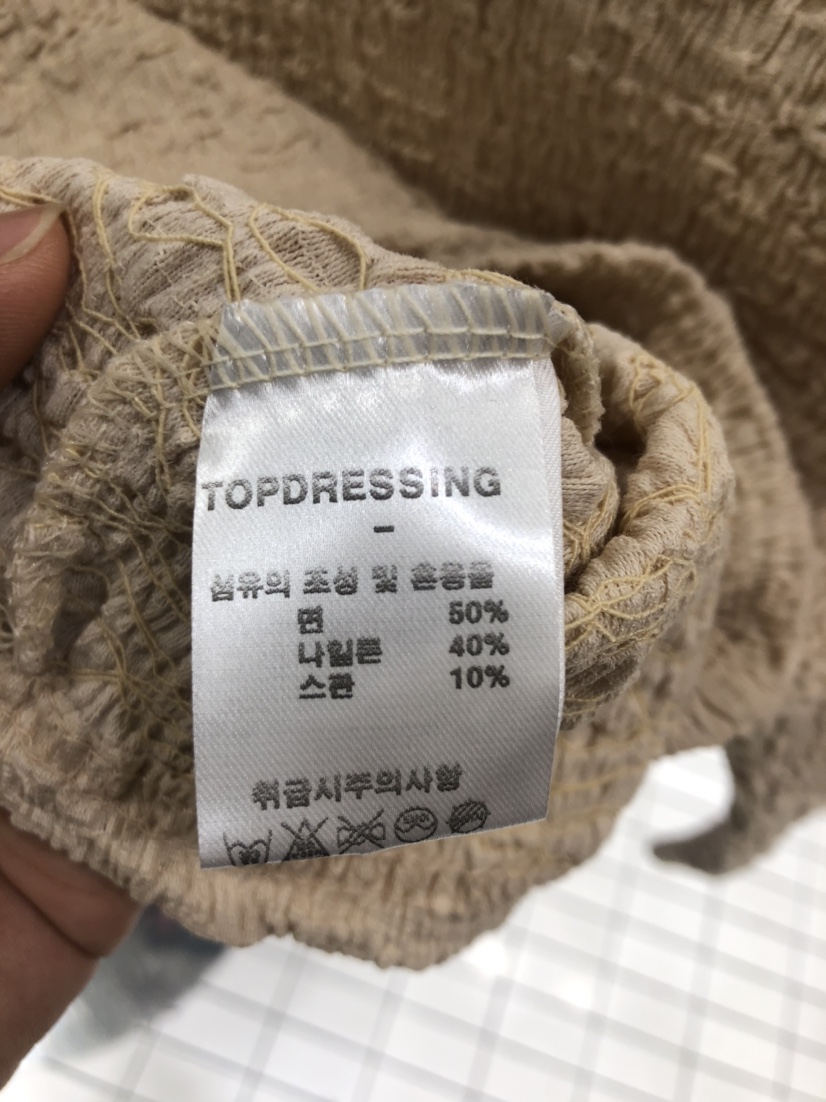 TOPDRESSING
-
섬유의 조성 및 혼용율
면 50%
나일론 40%
스판 10%
취급시주의사항